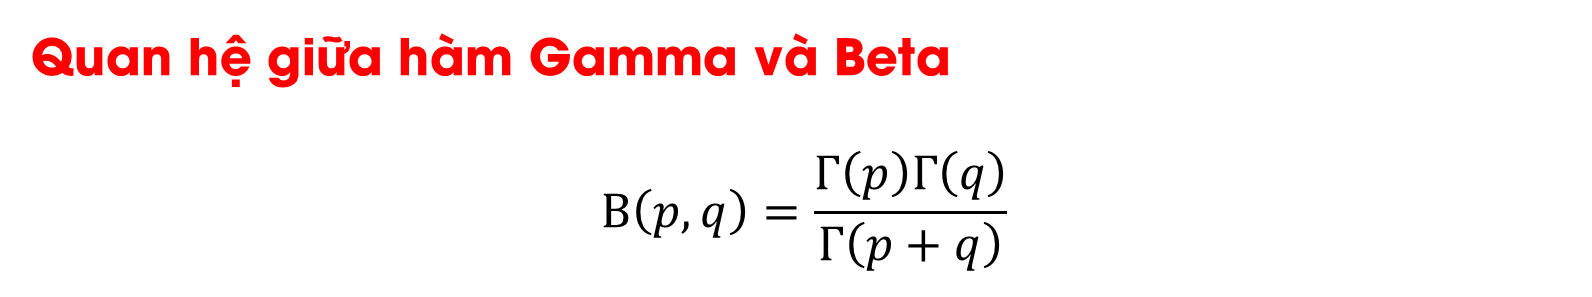 Quan hệ giữa hàm Gamma và Beta
Β(p, q) = Γ(p)Γ(q) / Γ(p + q)